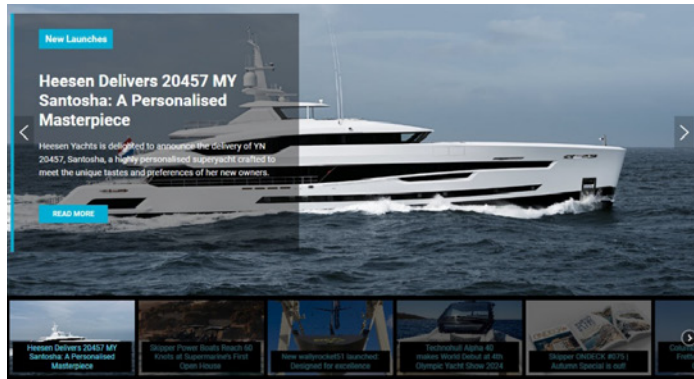 New Launches
Heesen Delivers 20457 MY
Santosha: A Personalised
Masterpiece
Heesen Yachts is delighted to announce the delivery of YN
20457, Santosha, a highly personalised superyacht crafted to
meet the unique tastes and preferences of her new owners.
READ MORE
Heesen Delivers 20457 MY
Santosha: A Personalised
Masterpiece
Skipper Power Boats Reach 60
Knots at Supermarine's First
Open House
New wallyrocket51 launched:
Designed for excellence
Technohull Alpha 40
makes World Debut at 4th
Olympic Yacht Show 2024
Skipper ONDECK #075 |
Autumn Special is out!